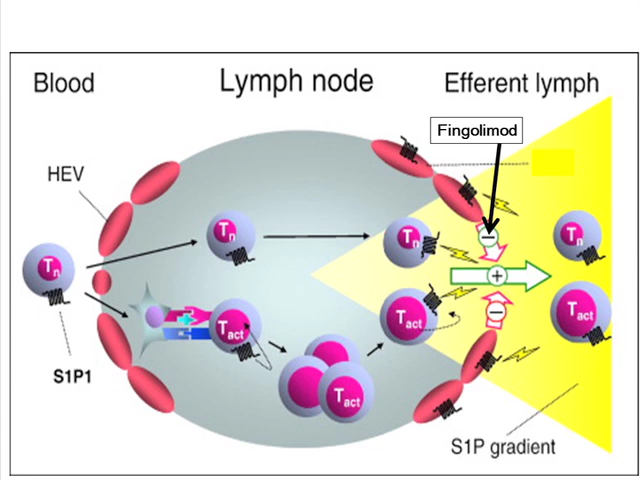 Blood
Lymph node
Efferent lymph
Fingolimod
HEV
Tn
Tn
Tn
Tn
−
+
Tact
Tact
Tact
Tact
−
S1P1
S1P gradient